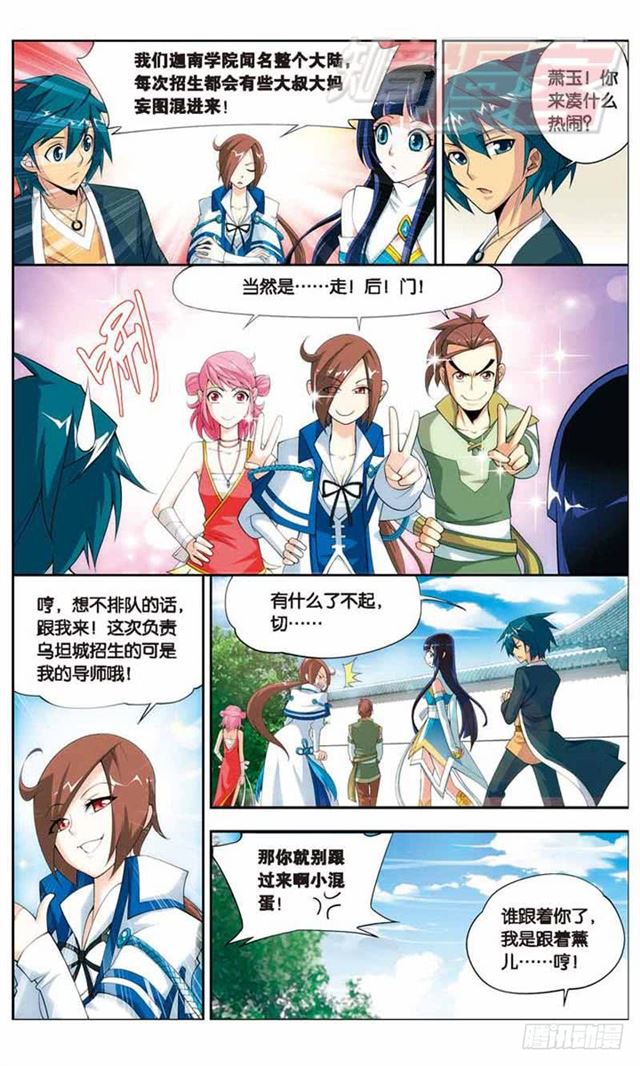 我们迦南学院闻名整个大陆，
每次招生都会有些大叔大妈
妄图混进来！
萧玉！你
来凑什么
热闹？
当然是……走！后！门！
唰
哼，想不排队的话，
跟我来！这次负责
乌坦城招生的可是
我的导师哦！
有什么了不起，
切……
那你就别跟
过来啊小混
蛋！
谁跟着你了，
我是跟着薰
儿……哼！
腾讯动漫